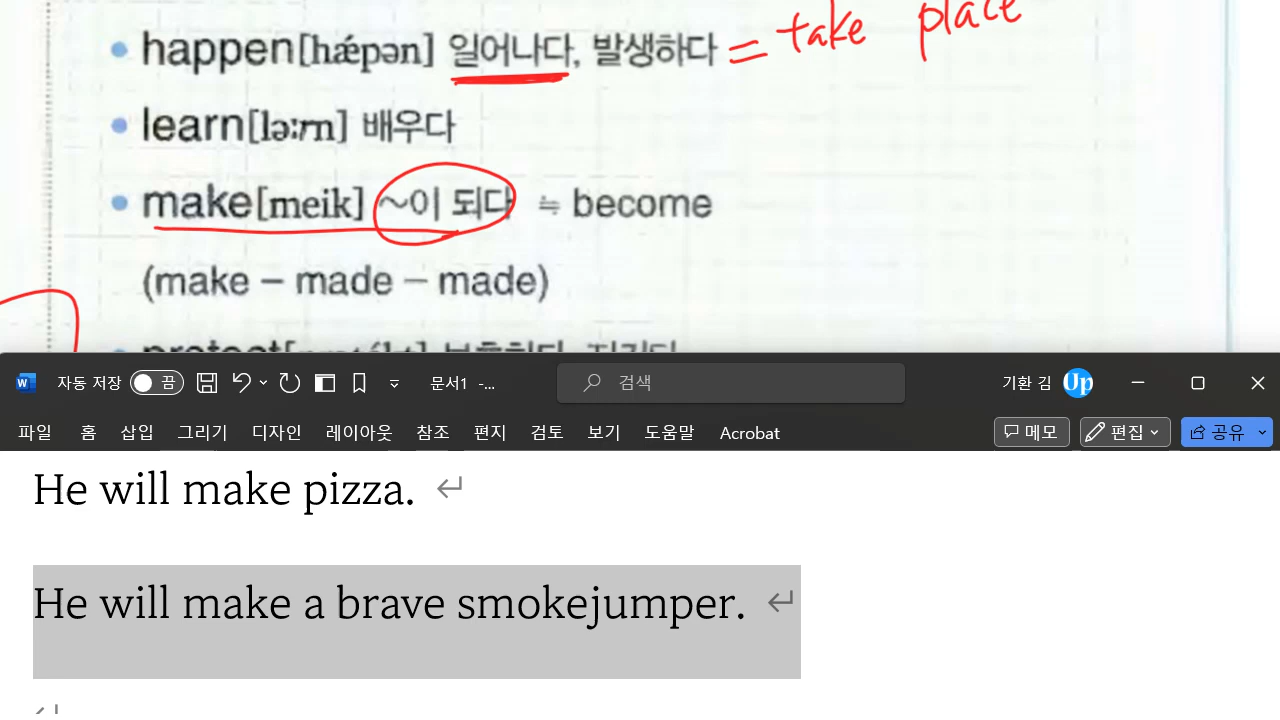 happen[hǽpən] 일어나다, 발생하다 = take place
learn[ləːrn] 배우다
make[meik] ~이 되다 ≒ become
(make – made – made)
자동 저장 끔 문서1 -... 검색 기환 김 Up
파일 홈 삽입 그리기 디자인 레이아웃 참조 편지 검토 보기 도움말 Acrobat 메모 편집 공유
He will make pizza.
He will make a brave smokejumper.